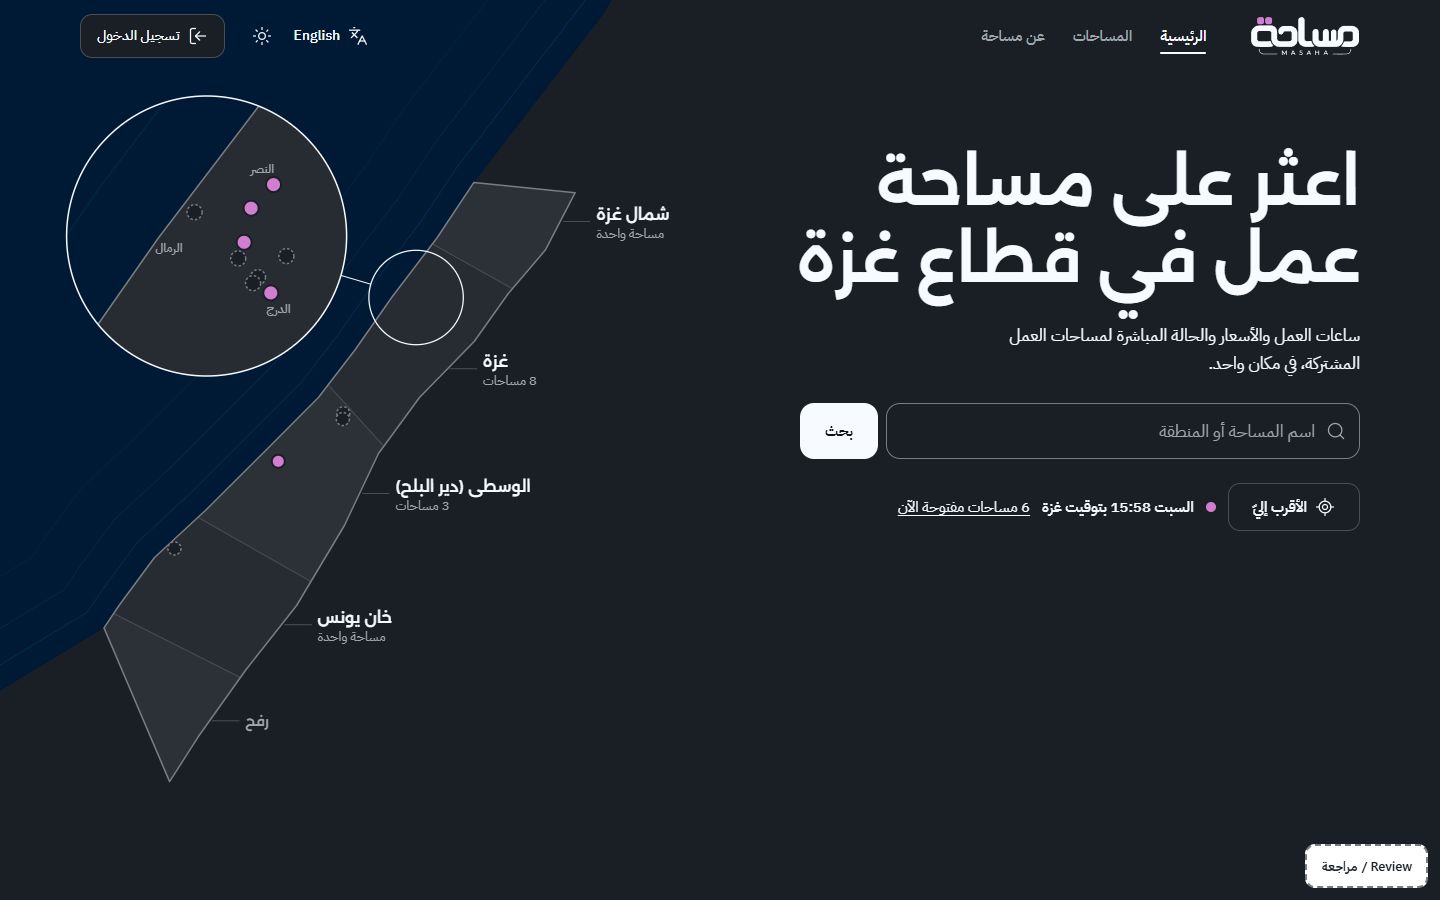 مساحة
MASAHA
الرئيسية
المساحات
عن مساحة
English
تسجيل الدخول
اعثر على مساحة
عمل في قطاع غزة
ساعات العمل والأسعار والحالة المباشرة لمساحات العمل
المشتركة، في مكان واحد.
اسم المساحة أو المنطقة
بحث
الأقرب إليّ
السبت 15:58 بتوقيت غزة
6 مساحات مفتوحة الآن
النصر
الرمال
الدرج
شمال غزة
مساحة واحدة
غزة
8 مساحات
الوسطى (دير البلح)
3 مساحات
خان يونس
مساحة واحدة
رفح
Review / مراجعة